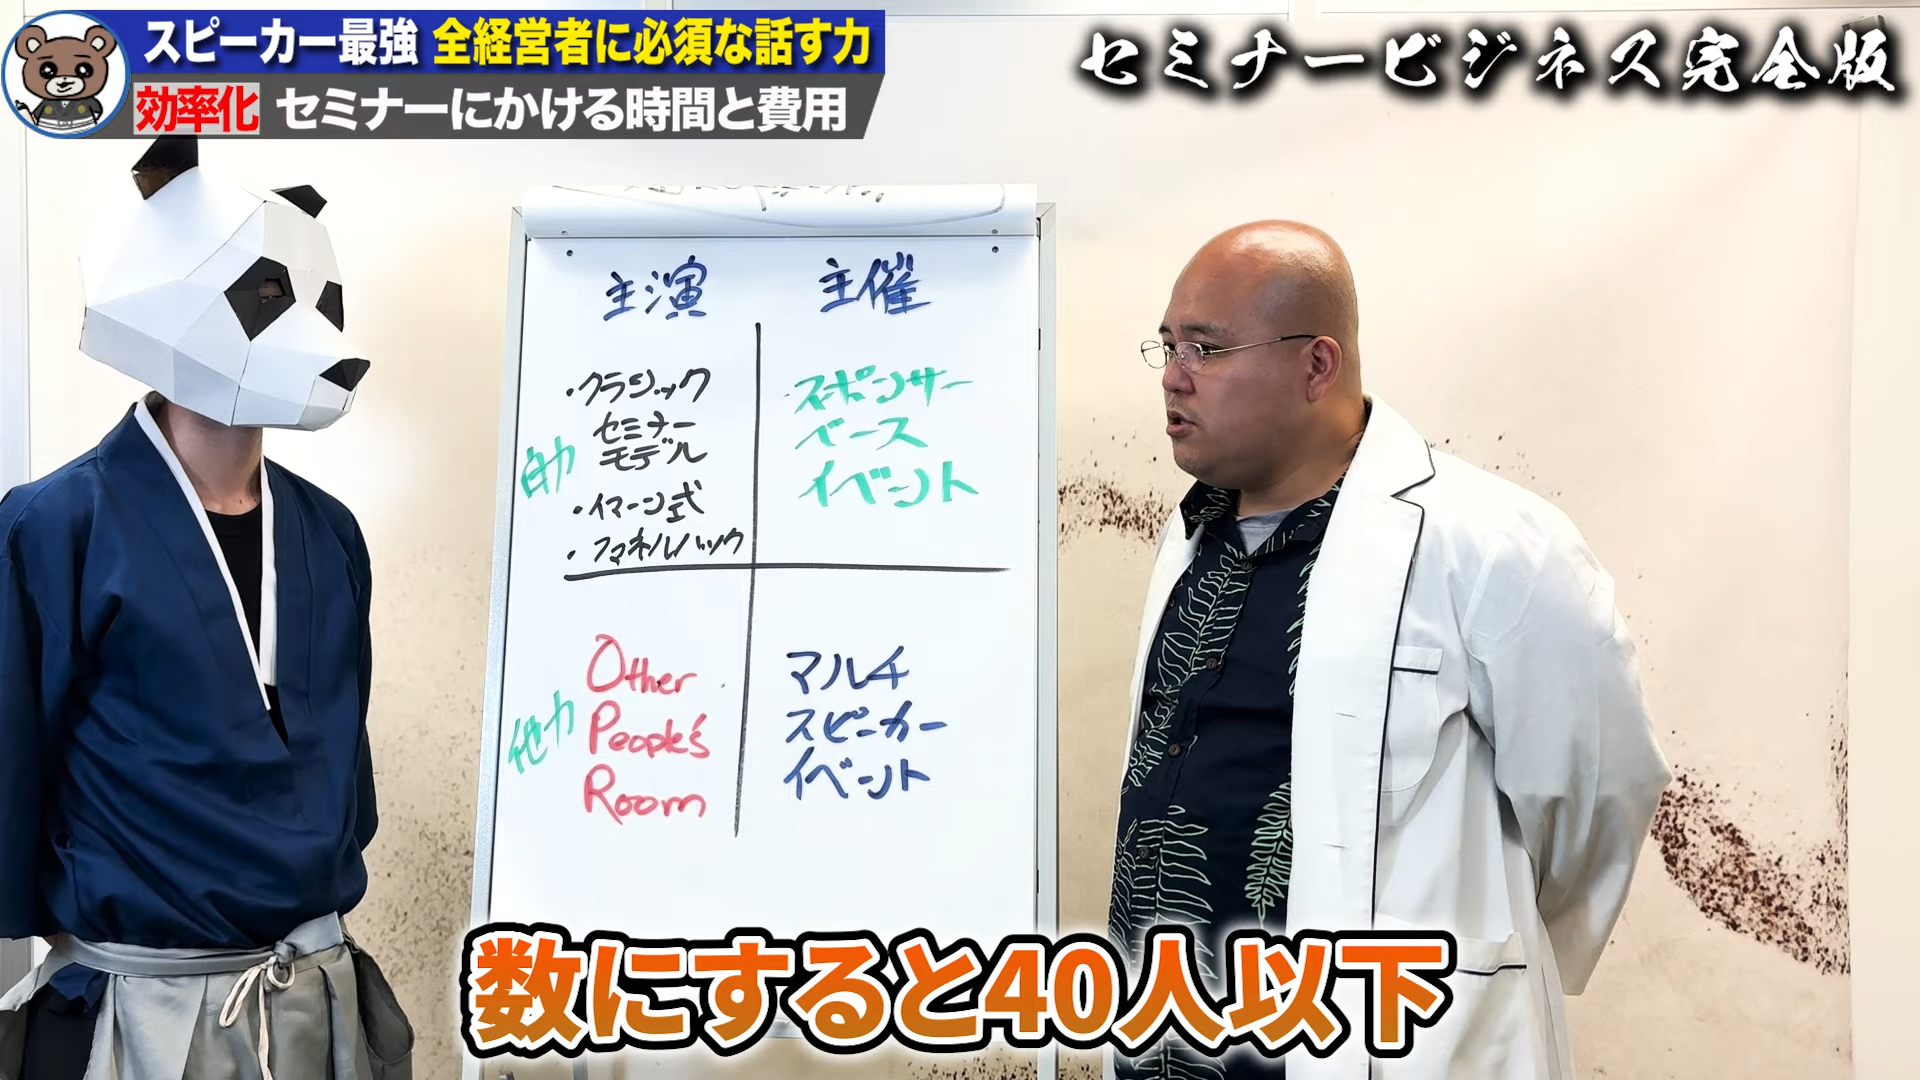 スピーカー最強 全経営者に必須な話す力
効率化 セミナーにかける時間と費用
セミナービジネス完全版
主演
主催
・クラシック
セミナー
モデル
・イマーシ式
・ファネルハック
自力
スポンサー
ベース
イベント
他力
Other
People's
Room
マルチ
スピーカー
イベント
数にすると40人以下